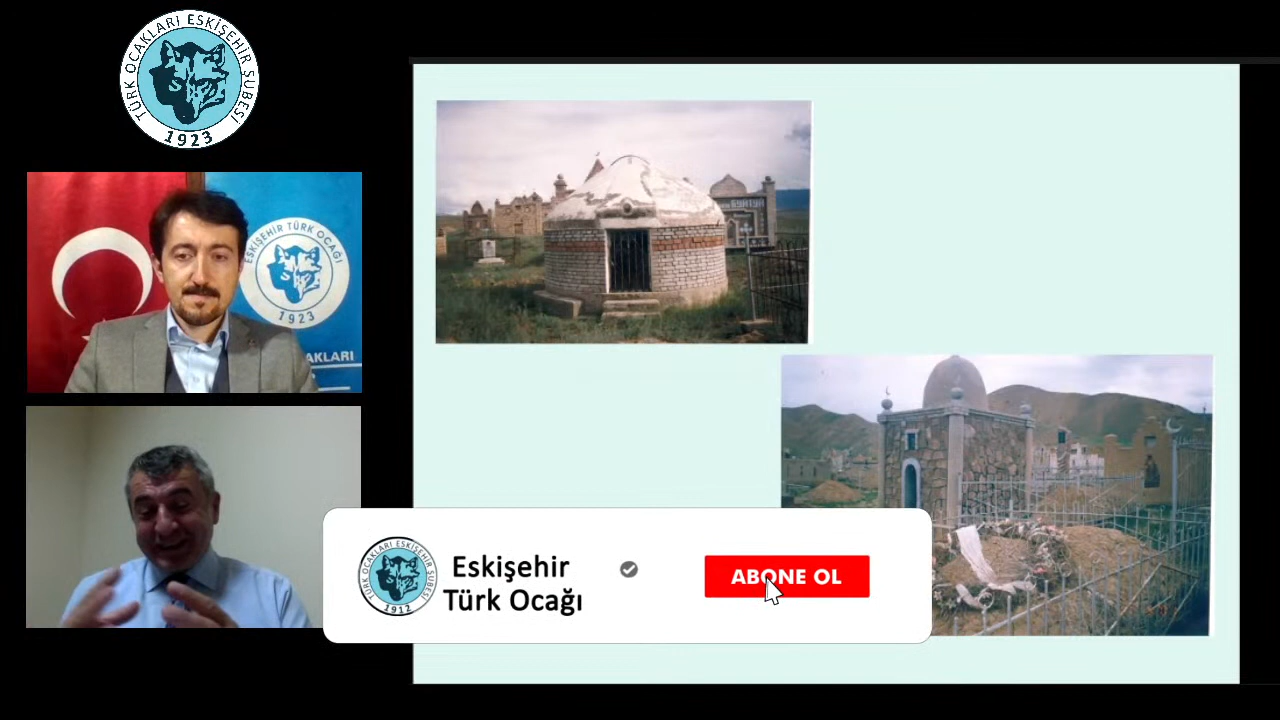 TÜRK OCAKLARI ESKİŞEHİR ŞUBESİ
1923
ESKİŞEHİR TÜRK OCAĞI
1923
AKLARI
TÜRK OCAKLARI ESKİŞEHİR ŞUBESİ
1912
Eskişehir
Türk Ocağı
ABONE OL